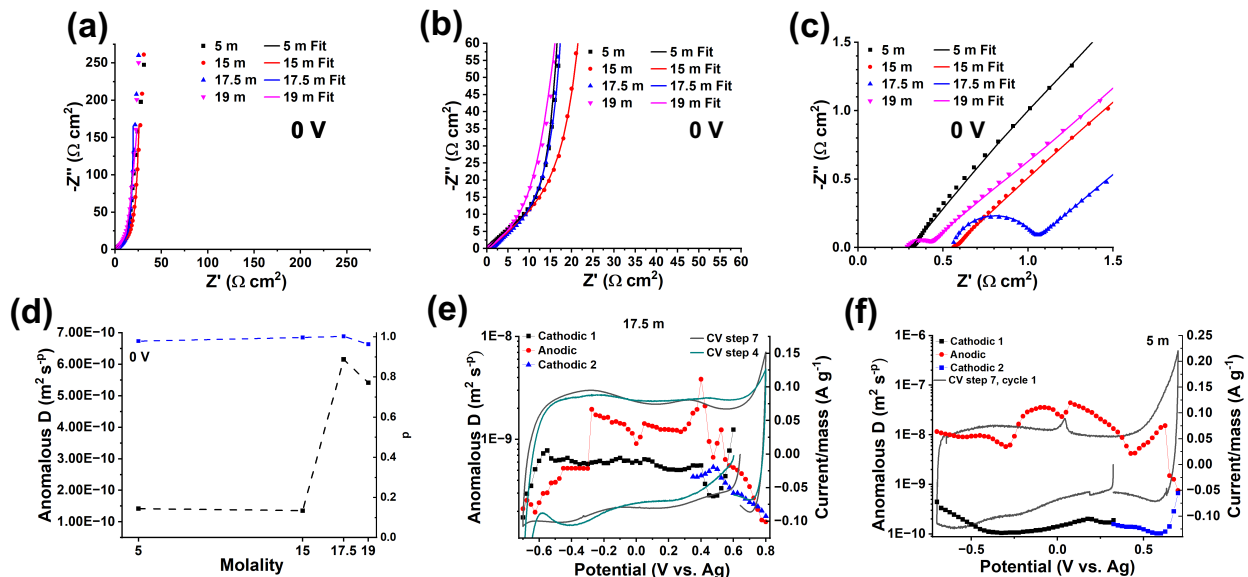 (a)
5 m
5 m Fit
15 m
15 m Fit
17.5 m
17.5 m Fit
19 m
19 m Fit
0 V
-Z'' (Ω cm2)
250
200
150
100
50
0
0 50 100 150 200 250
Z' (Ω cm2)
(b)
5 m
5 m Fit
15 m
15 m Fit
17.5 m
17.5 m Fit
19 m
19 m Fit
0 V
-Z'' (Ω cm2)
60
55
50
45
40
35
30
25
20
15
10
5
0
0 5 10 15 20 25 30 35 40 45 50 55 60
Z' (Ω cm2)
(c)
5 m
5 m Fit
15 m
15 m Fit
17.5 m
17.5 m Fit
19 m
19 m Fit
0 V
-Z'' (Ω cm2)
1.5
1.0
0.5
0.0
0.0 0.5 1.0 1.5
Z' (Ω cm2)
(d)
0 V
Anomalous D (m2 s-p)
7.00E-10
6.00E-10
5.00E-10
4.00E-10
3.00E-10
2.00E-10
1.00E-10
1.0
0.8
0.6
0.4
0.2
0.0
p
5 15 17.5 19
Molality
(e)
17.5 m
Cathodic 1
Anodic
Cathodic 2
CV step 7
CV step 4
Anomalous D (m2 s-p)
1E-8
1E-9
0.20
0.15
0.10
0.05
0.00
−0.05
−0.10
Current/mass (A g-1)
−0.6 −0.4 −0.2 0.0 0.2 0.4 0.6 0.8
Potential (V vs. Ag)
(f)
5 m
Cathodic 1
Anodic
Cathodic 2
CV step 7, cycle 1
Anomalous D (m2 s-p)
1E-6
1E-7
1E-8
1E-9
1E-10
0.25
0.20
0.15
0.10
0.05
0.00
−0.05
−0.10
Current/mass (A g-1)
−0.5 0.0 0.5
Potential (V vs. Ag)